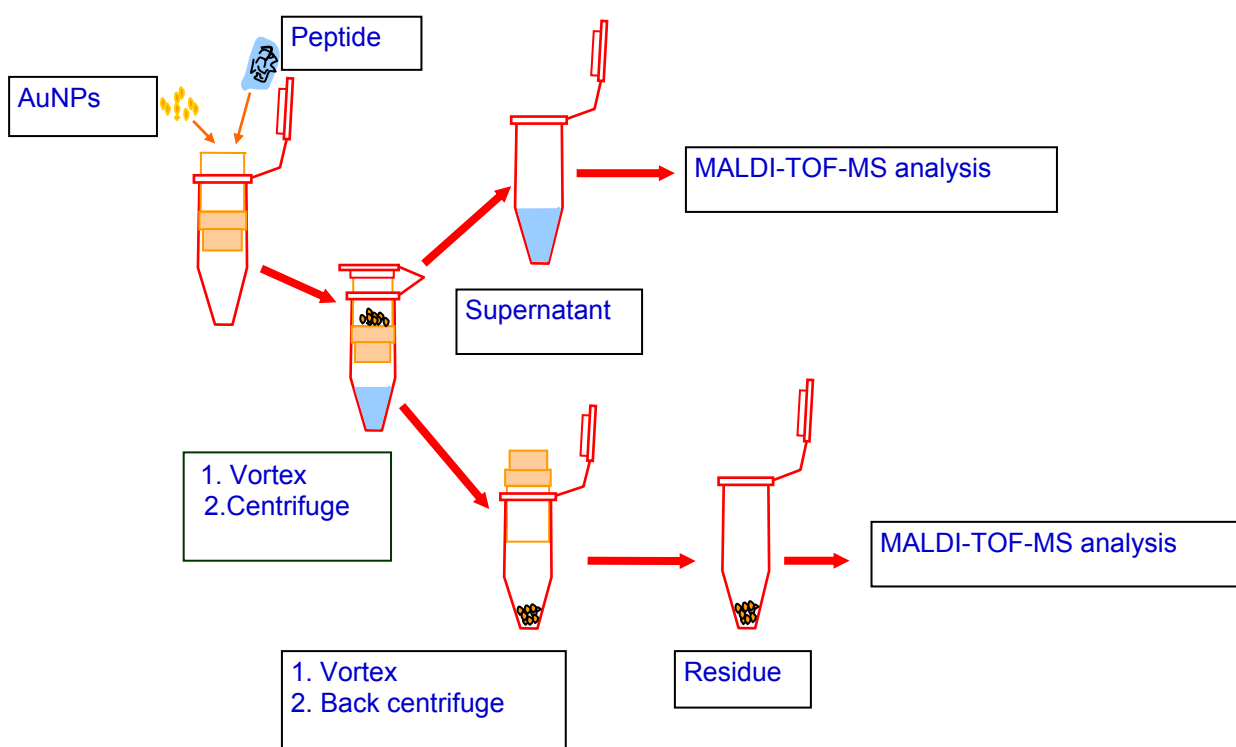 Peptide
AuNPs
MALDI-TOF-MS analysis
Supernatant
1. Vortex
2.Centrifuge
MALDI-TOF-MS analysis
1. Vortex
2. Back centrifuge
Residue